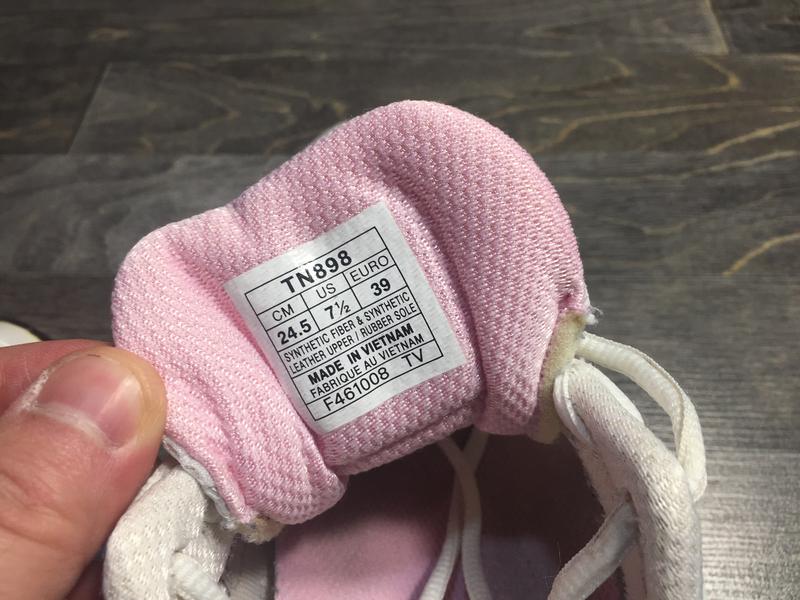 TN898
CM US EURO
24.5 7½ 39
SYNTHETIC FIBER & SYNTHETIC
LEATHER UPPER / RUBBER SOLE
MADE IN VIETNAM
FABRIQUE AU VIETNAM
F461008 TV